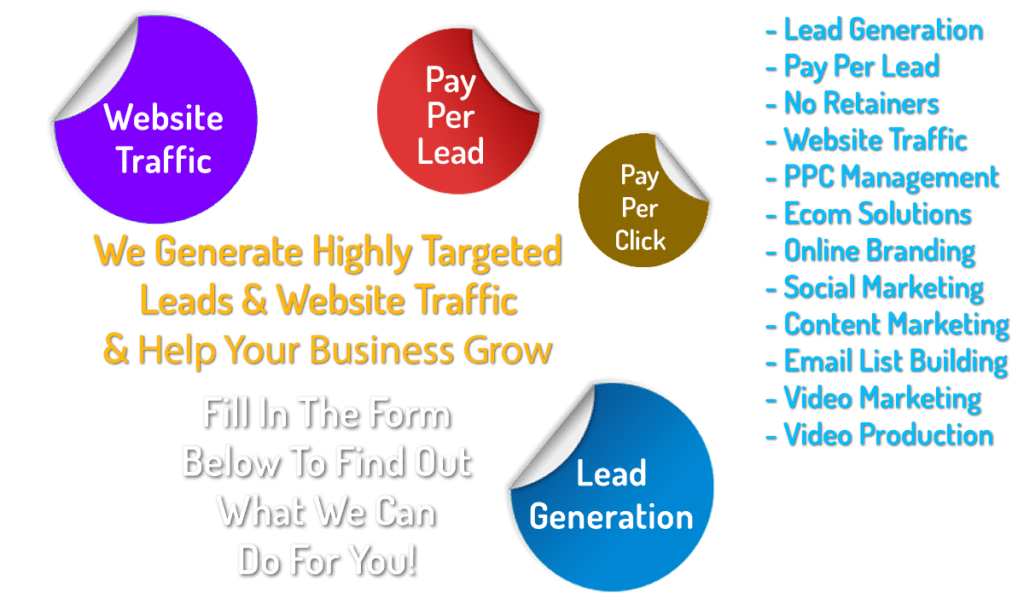 Website
Traffic
Pay
Per
Lead
Pay
Per
Click
We Generate Highly Targeted
Leads & Website Traffic
& Help Your Business Grow
Fill In The Form
Below To Find Out
What We Can
Do For You!
Lead
Generation
- Lead Generation
- Pay Per Lead
- No Retainers
- Website Traffic
- PPC Management
- Ecom Solutions
- Online Branding
- Social Marketing
- Content Marketing
- Email List Building
- Video Marketing
- Video Production